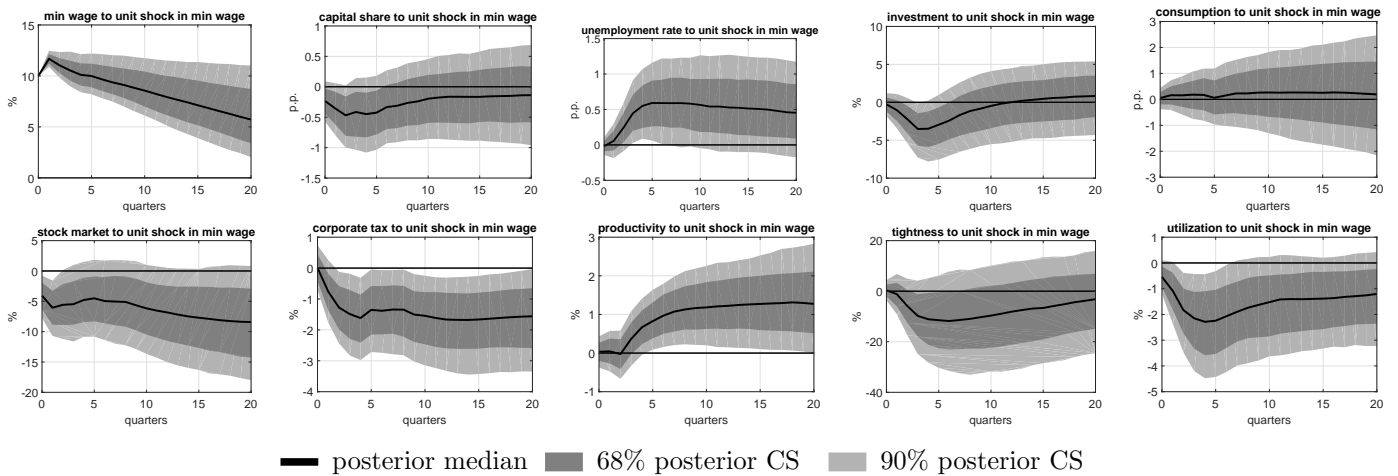 min wage to unit shock in min wage
15
10
5
0
%
0 5 10 15 20
quarters
capital share to unit shock in min wage
1
0.5
0
-0.5
-1
-1.5
p.p.
0 5 10 15 20
quarters
unemployment rate to unit shock in min wage
1.5
1
0.5
0
-0.5
p.p.
0 5 10 15 20
quarters
investment to unit shock in min wage
10
5
0
-5
-10
%
0 5 10 15 20
quarters
consumption to unit shock in min wage
3
2
1
0
-1
-2
-3
p.p.
0 5 10 15 20
quarters
stock market to unit shock in min wage
5
0
-5
-10
-15
-20
%
0 5 10 15 20
quarters
corporate tax to unit shock in min wage
1
0
-1
-2
-3
-4
%
0 5 10 15 20
quarters
productivity to unit shock in min wage
3
2
1
0
-1
%
0 5 10 15 20
quarters
tightness to unit shock in min wage
20
0
-20
-40
%
0 5 10 15 20
quarters
utilization to unit shock in min wage
1
0
-1
-2
-3
-4
-5
%
0 5 10 15 20
quarters
posterior median 68% posterior CS 90% posterior CS